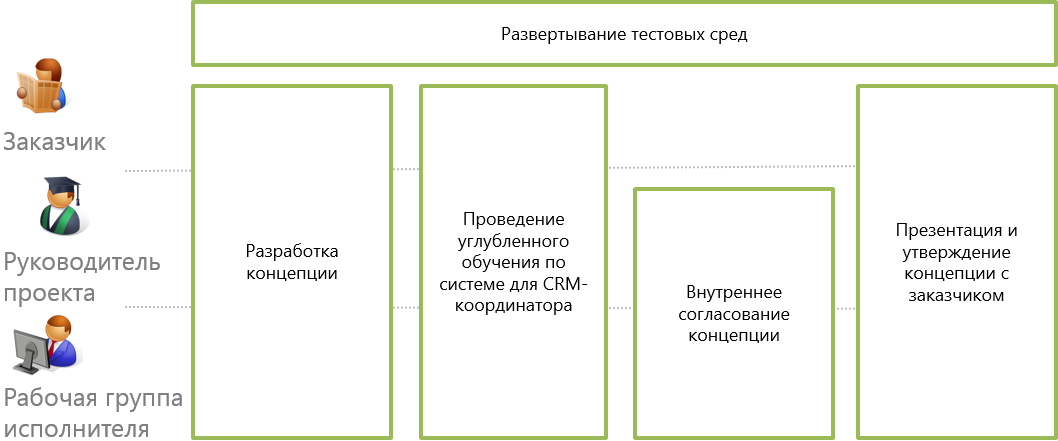 Развертывание тестовых сред
Заказчик
Руководитель
проекта
Рабочая группа
исполнителя
Разработка
концепции
Проведение
углубленного
обучения по
системе для CRM-
координатора
Внутреннее
согласование
концепции
Презентация и
утверждение
концепции с
заказчиком